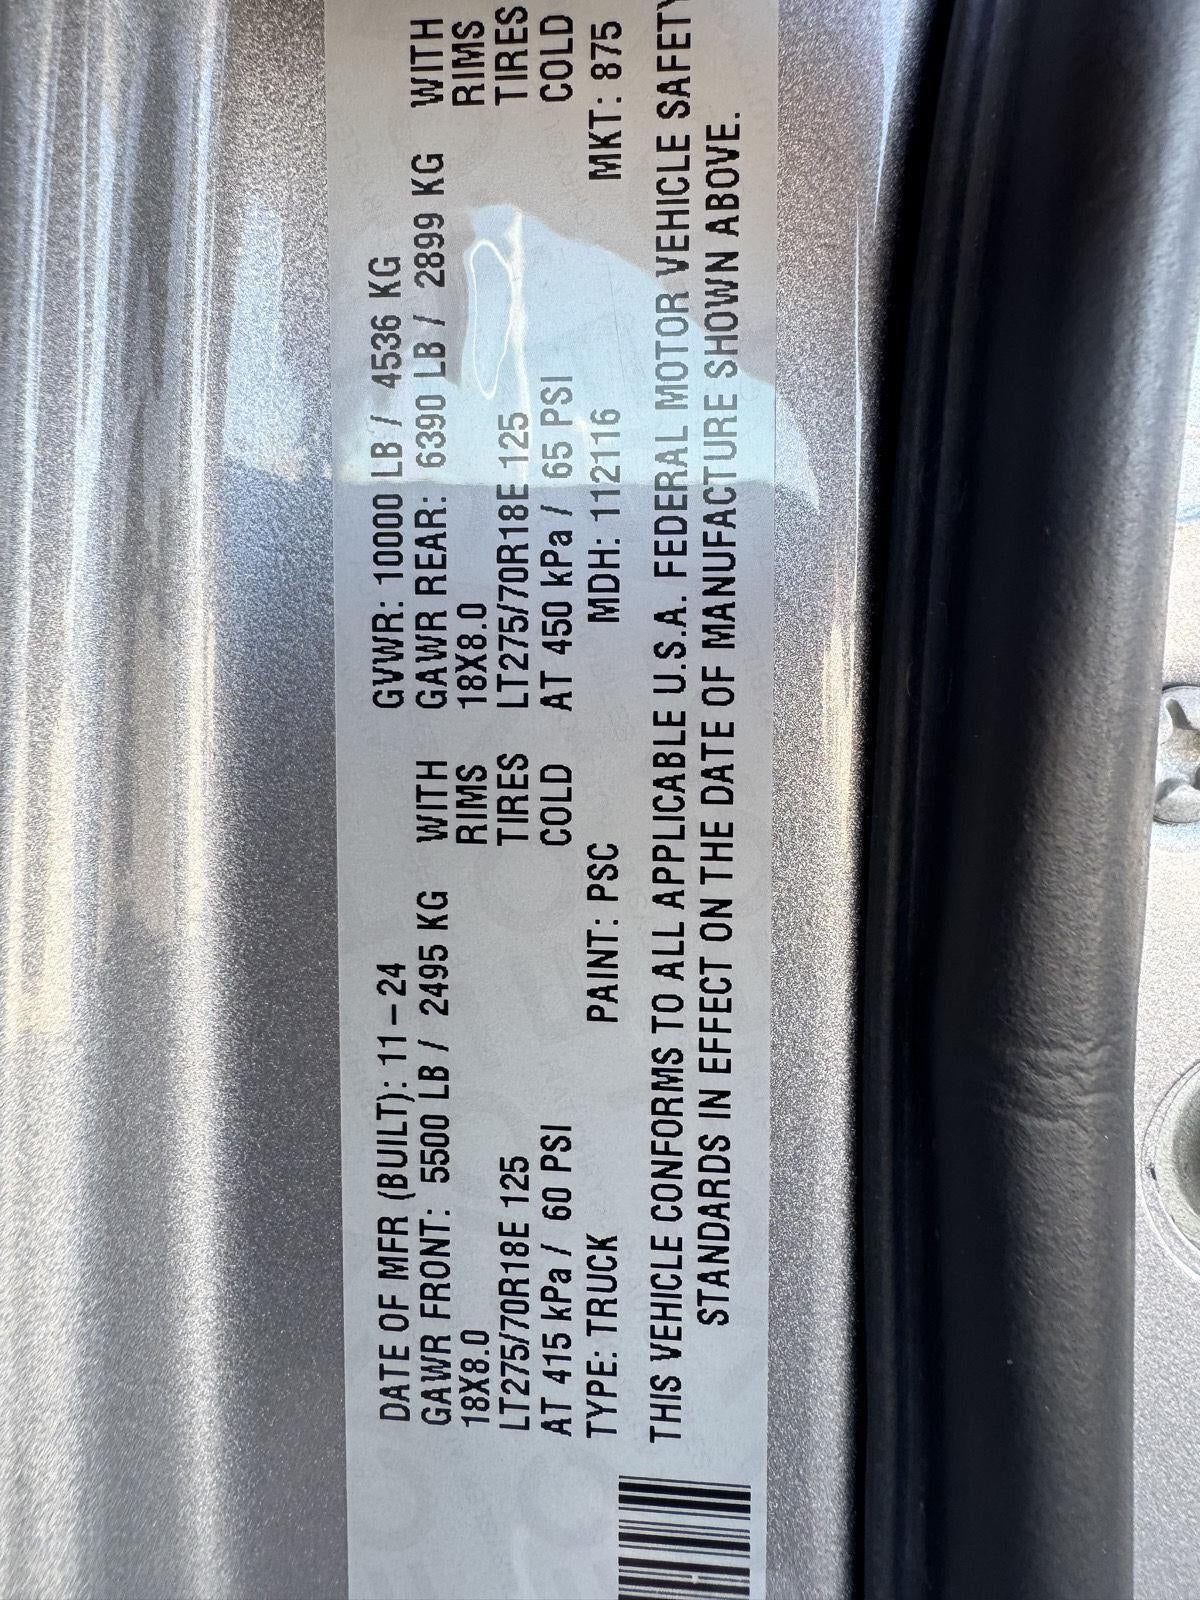 DATE OF MFR (BUILT): 11-24 GVWR: 10000 LB / 4536 KG
GAWR FRONT: 5500 LB / 2495 KG WITH GAWR REAR: 6390 LB / 2899 KG WITH
18X8.0 RIMS 18X8.0 RIMS
LT275/70R18E 125 TIRES LT275/70R18E 125 TIRES
AT 415 kPa / 60 PSI COLD AT 450 kPa / 65 PSI COLD
TYPE: TRUCK PAINT: PSC MDH: 112116 MKT: 875
THIS VEHICLE CONFORMS TO ALL APPLICABLE U.S.A. FEDERAL MOTOR VEHICLE SAFETY
STANDARDS IN EFFECT ON THE DATE OF MANUFACTURE SHOWN ABOVE.